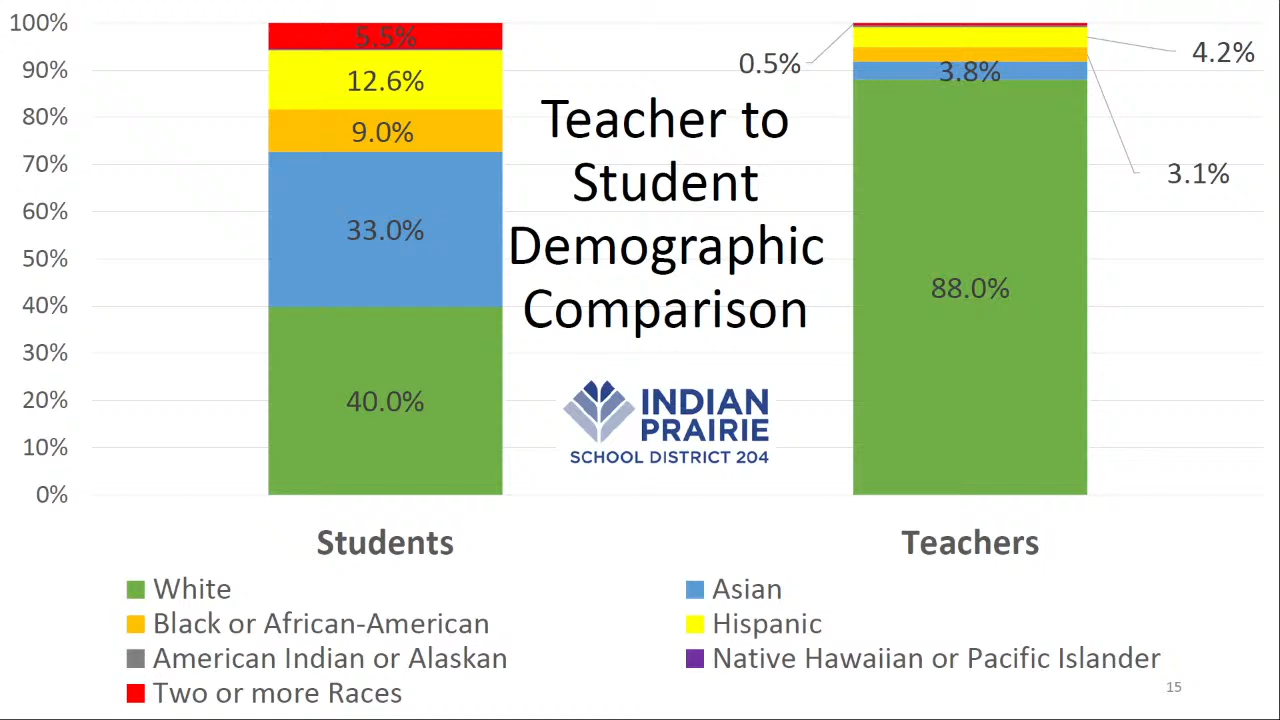 100%
90%
80%
70%
60%
50%
40%
30%
20%
10%
0%
5.5%
12.6%
9.0%
33.0%
40.0%
Teacher to
Student
Demographic
Comparison
INDIAN
PRAIRIE
SCHOOL DISTRICT 204
0.5%
4.2%
3.8%
3.1%
88.0%
Students
Teachers
White
Asian
Black or African-American
Hispanic
American Indian or Alaskan
Native Hawaiian or Pacific Islander
Two or more Races
15